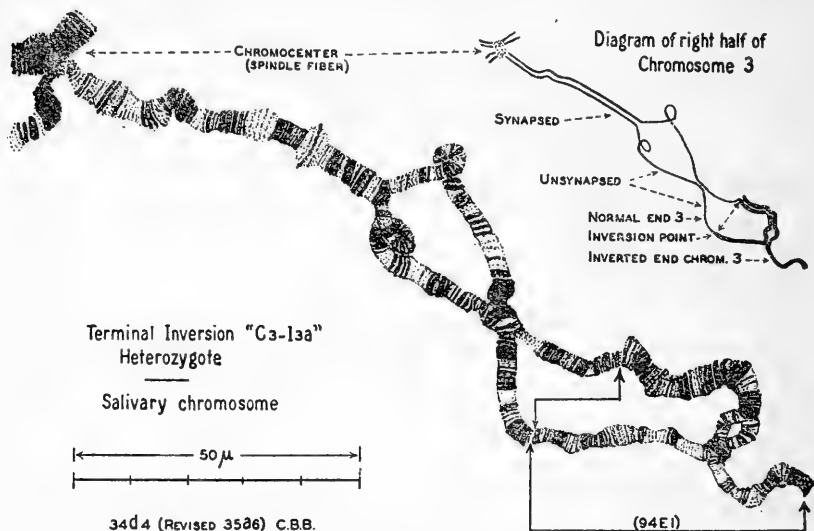 CHROMOCENTER
(SPINDLE FIBER)
Diagram of right half of
Chromosome 3
SYNAPSED
UNSYNAPSED
NORMAL END 3
INVERSION POINT
INVERTED END CHROM. 3
Terminal Inversion "C3-13a"
Heterozygote
Salivary chromosome
50 μ
34d4 (REVISED 35a6) C.B.B.
(94E1)